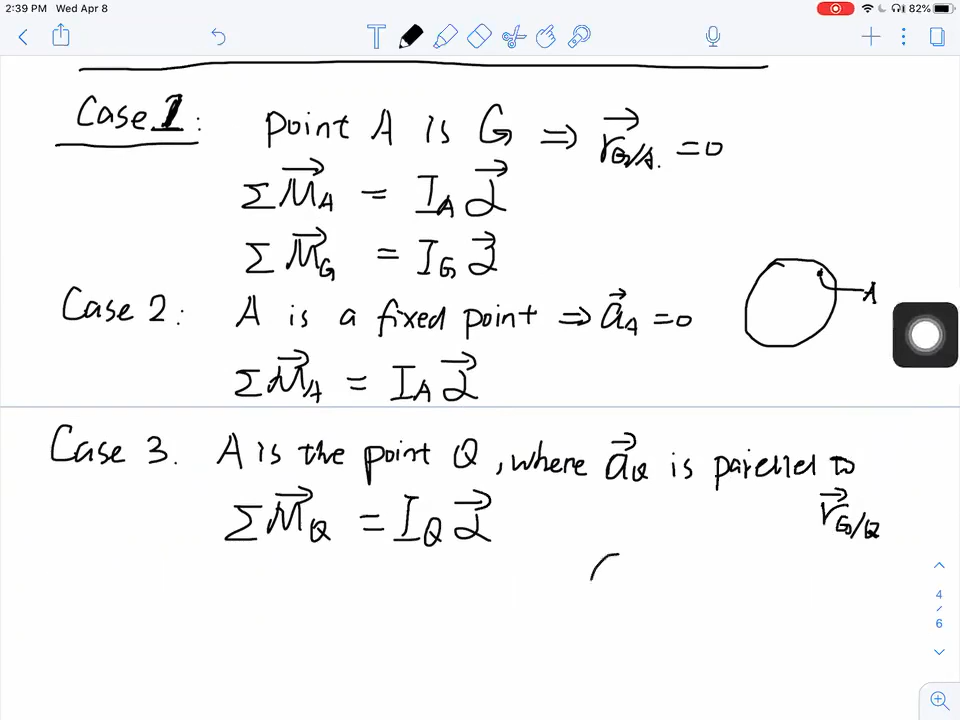 2:39 PM Wed Apr 8 82%
Case 1: Point A is G ⇒ r⃗G/A. = 0
ΣM⃗A = IA α⃗
ΣM⃗G = IG α⃗
Case 2: A is a fixed point ⇒ a⃗A = 0
A
ΣM⃗A = IA α⃗
Case 3. A is the point Q, where a⃗Q is parellel to
r⃗G/Q
ΣM⃗Q = IQ α⃗
4
/
6